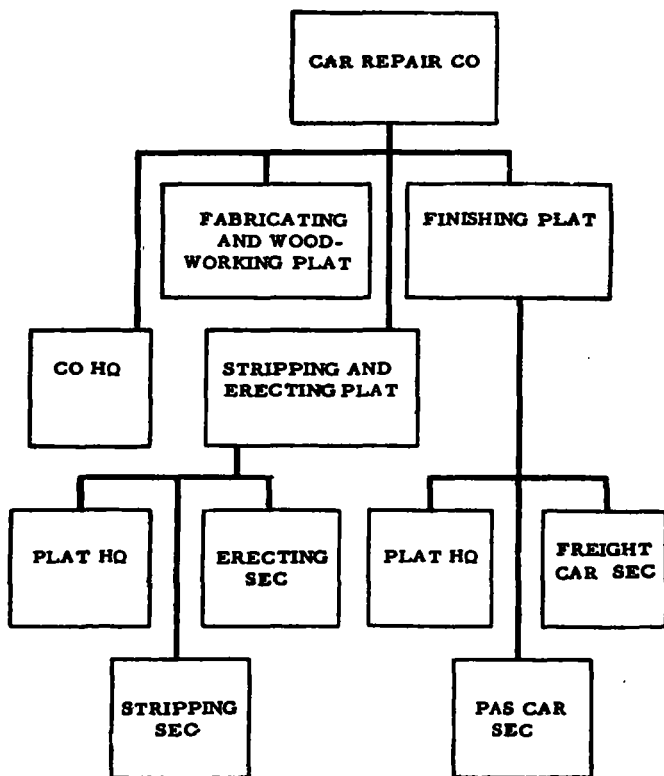 CAR REPAIR CO
FABRICATING
AND WOOD-
WORKING PLAT
FINISHING PLAT
CO HQ
STRIPPING AND
ERECTING PLAT
PLAT HQ
ERECTING
SEC
PLAT HQ
FREIGHT
CAR SEC
STRIPPING
SEC
PAS CAR
SEC